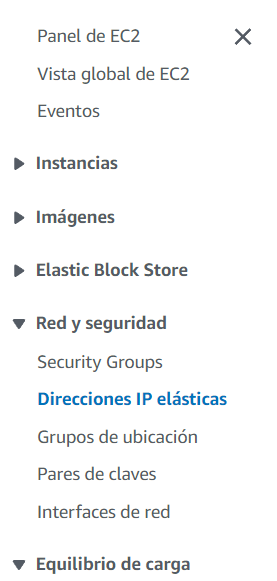 Panel de EC2
Vista global de EC2
Eventos
Instancias
Imágenes
Elastic Block Store
Red y seguridad
Security Groups
Direcciones IP elásticas
Grupos de ubicación
Pares de claves
Interfaces de red
Equilibrio de carga